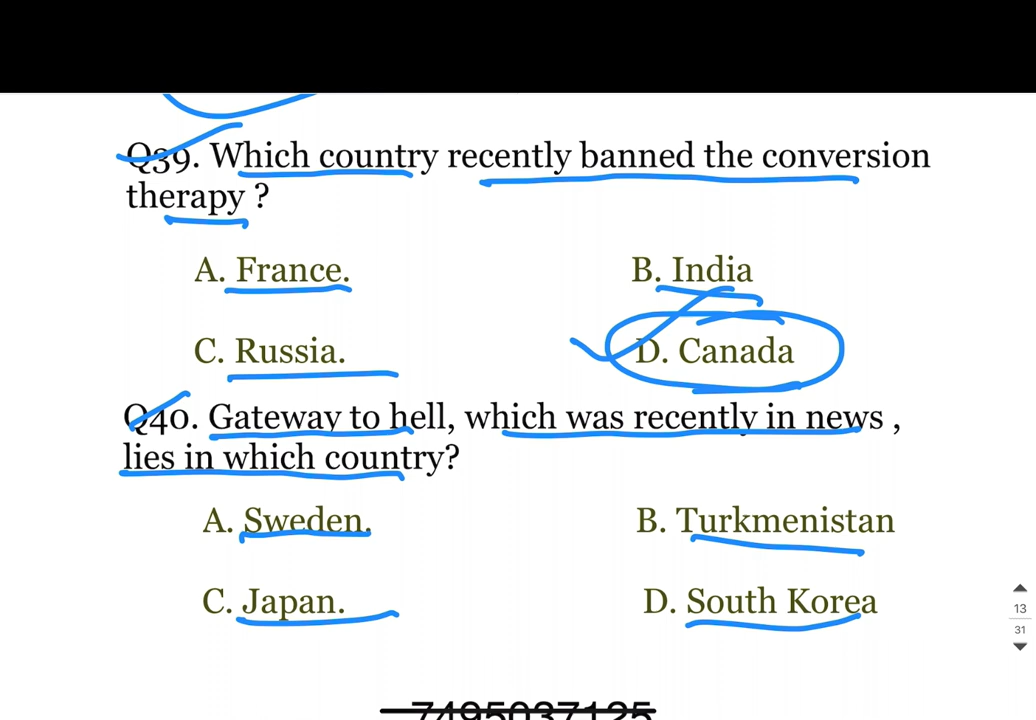 Q39. Which country recently banned the conversion
therapy ?
A. France.
B. India
C. Russia.
D. Canada
Q40. Gateway to hell, which was recently in news ,
lies in which country?
A. Sweden.
B. Turkmenistan
C. Japan.
D. South Korea
13
31
7495037125